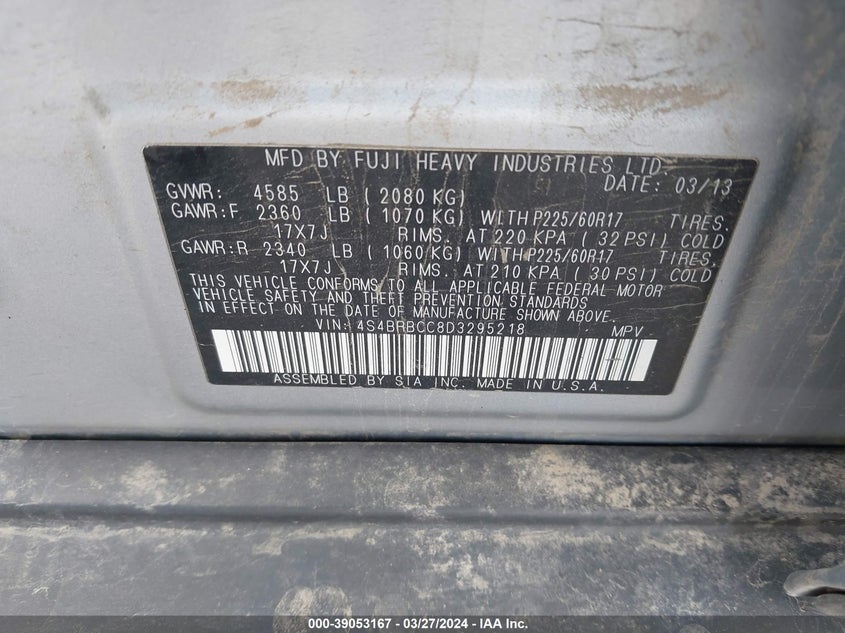 MFD BY FUJI HEAVY INDUSTRIES LTD.
DATE: 03/13
GVWR: 4585 LB ( 2080 KG)
GAWR:F 2360 LB ( 1070 KG) WITH P225/60R17 TIRES.
17X7J RIMS. AT 220 KPA ( 32 PSI) COLD
GAWR:R 2340 LB ( 1060 KG) WITH P225/60R17 TIRES.
17X7J RIMS. AT 210 KPA ( 30 PSI) COLD
THIS VEHICLE CONFORMS TO ALL APPLICABLE FEDERAL MOTOR
VEHICLE SAFETY AND THEFT PREVENTION STANDARDS
IN EFFECT ON THE DATE OF MANUFACTURE SHOWN ABOVE.
VIN: 4S4BRBCC8D3295218 MPV
ASSEMBLED BY SIA INC. MADE IN U.S.A.
000-39053167 - 03/27/2024 - IAA Inc.